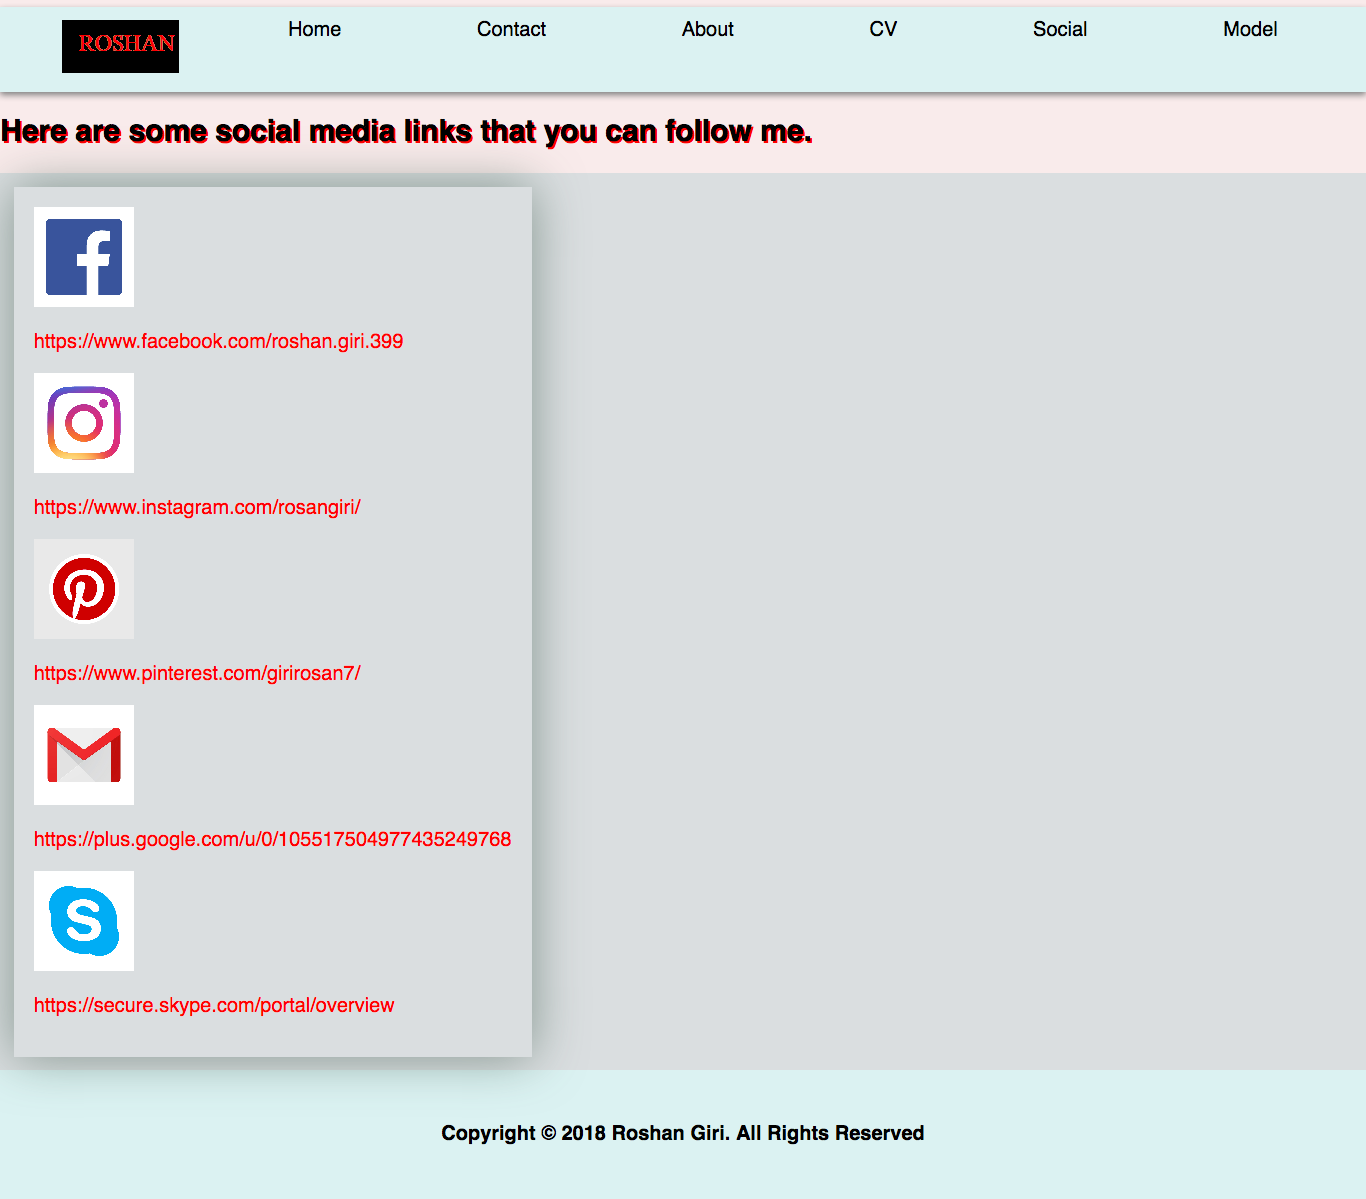 ROSHAN
Home
Contact
About
CV
Social
Model
Here are some social media links that you can follow me.
https://www.facebook.com/roshan.giri.399
https://www.instagram.com/rosangiri/
https://www.pinterest.com/girirosan7/
https://plus.google.com/u/0/105517504977435249768
https://secure.skype.com/portal/overview
Copyright © 2018 Roshan Giri. All Rights Reserved